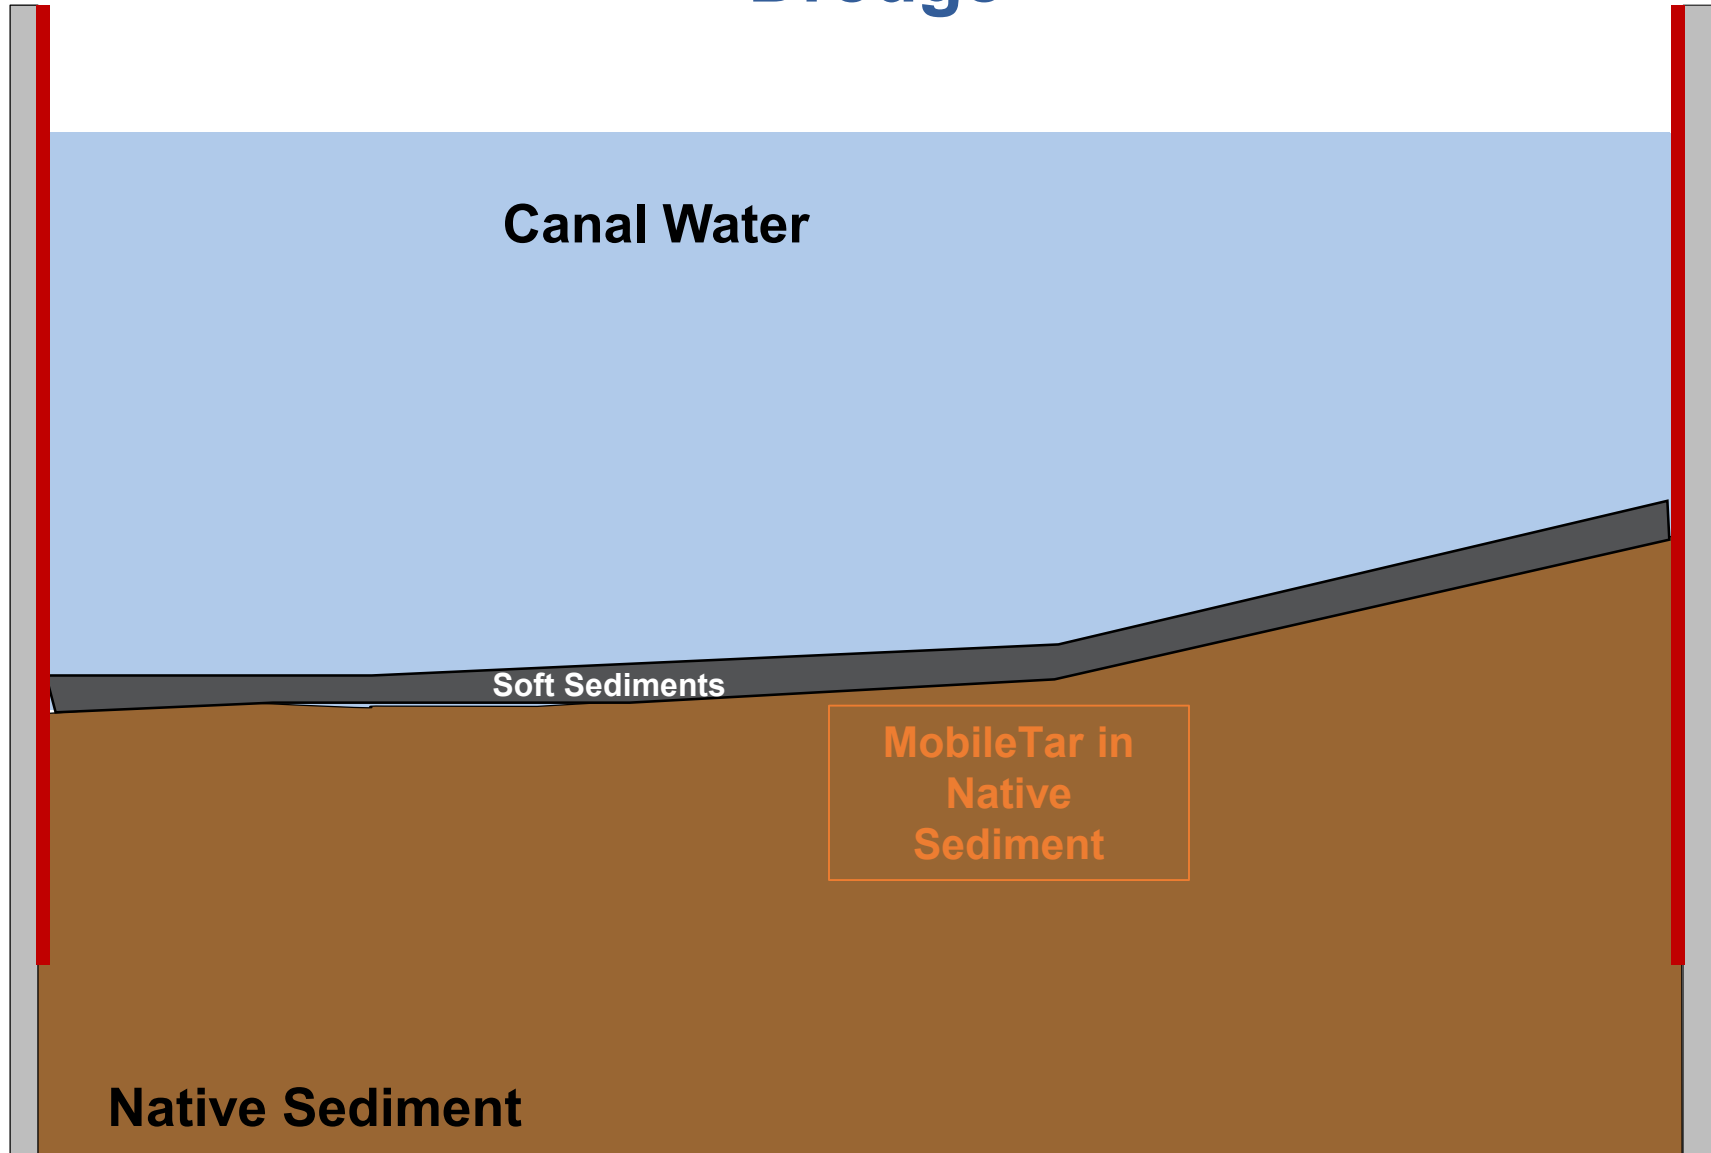 Canal Water
Soft Sediments
MobileTar in
Native
Sediment
Native Sediment